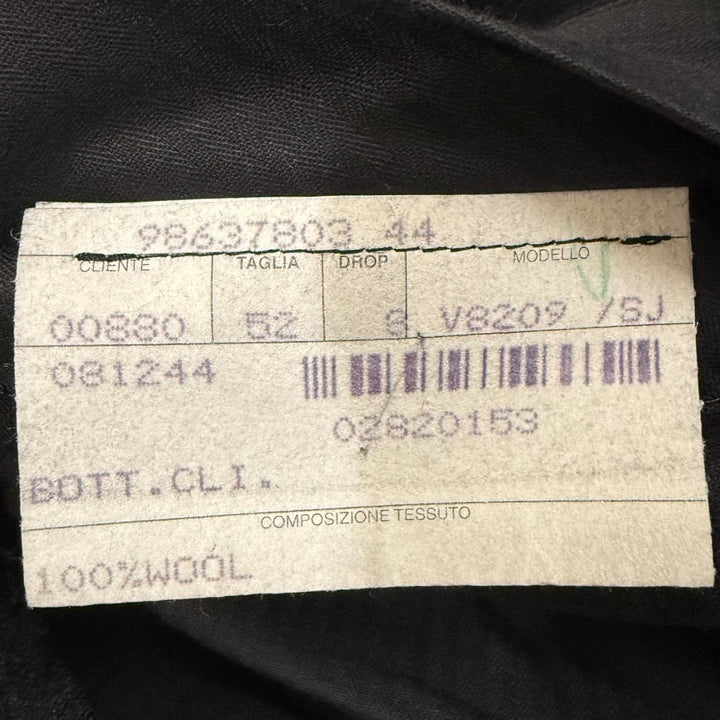 98637803 44
CLIENTE TAGLIA DROP MODELLO
00880 52 8 V8209 /SJ
081244
02820153
BOTT.CLI.
COMPOSIZIONE TESSUTO
100%WOOL